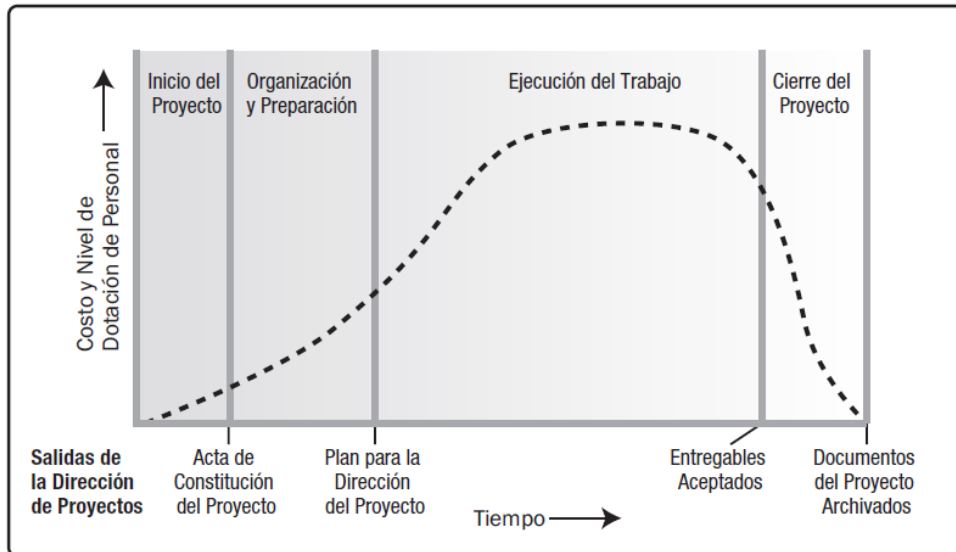 Inicio del
Proyecto
Organización
y Preparación
Ejecución del Trabajo
Cierre del
Proyecto
Costo y Nivel de
Dotación de Personal
Salidas de
la Dirección
de Proyectos
Acta de
Constitución
del Proyecto
Plan para la
Dirección
del Proyecto
Entregables
Aceptados
Documentos
del Proyecto
Archivados
Tiempo